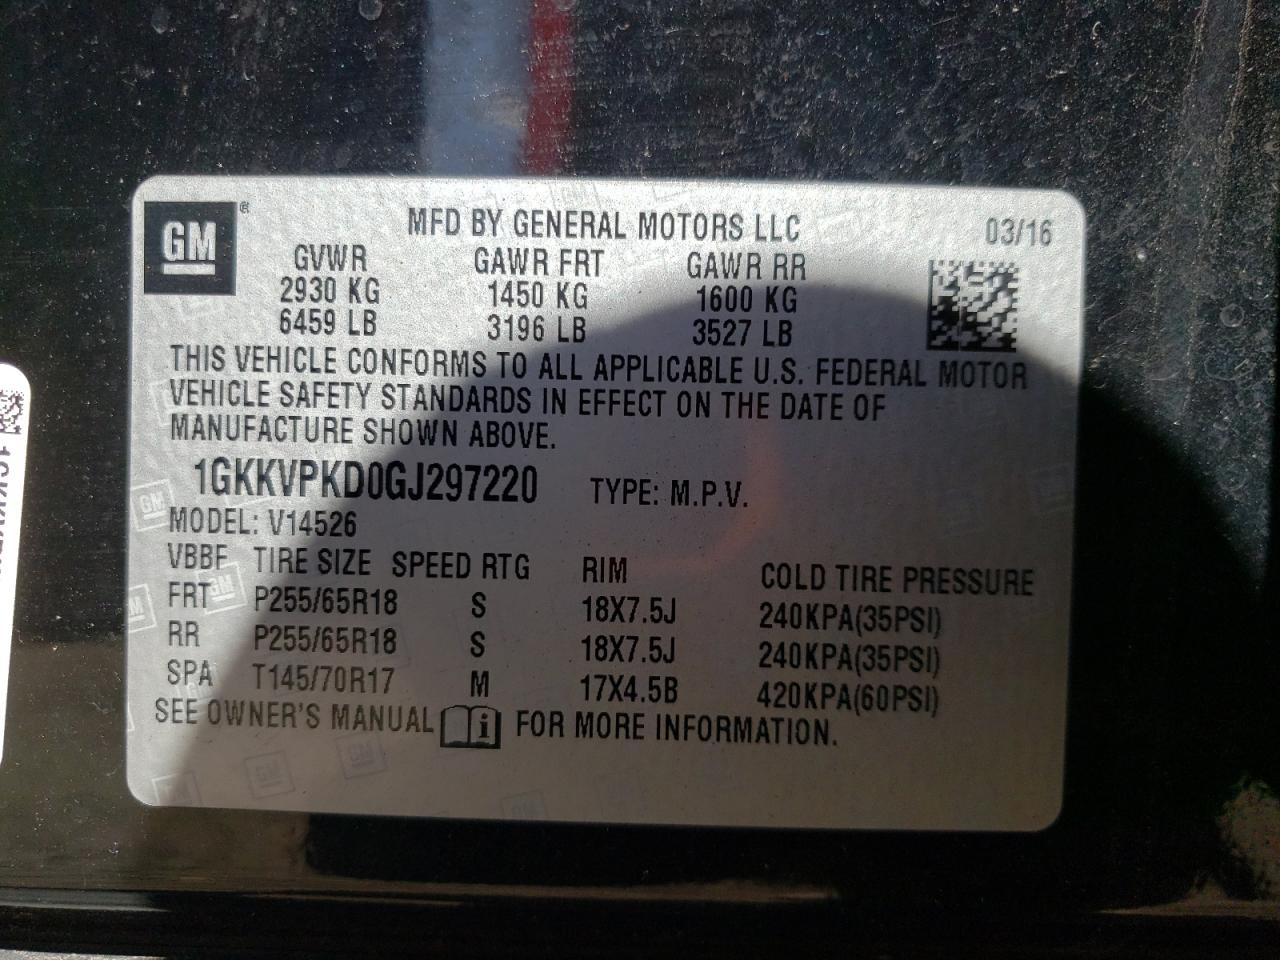 GM®
MFD BY GENERAL MOTORS LLC 03/16
GVWR GAWR FRT GAWR RR
2930 KG 1450 KG 1600 KG
6459 LB 3196 LB 3527 LB
THIS VEHICLE CONFORMS TO ALL APPLICABLE U.S. FEDERAL MOTOR
VEHICLE SAFETY STANDARDS IN EFFECT ON THE DATE OF
MANUFACTURE SHOWN ABOVE.
1GKKVPKD0GJ297220 TYPE: M.P.V.
MODEL: V14526
VBBF TIRE SIZE SPEED RTG RIM COLD TIRE PRESSURE
FRT P255/65R18 S 18X7.5J 240KPA(35PSI)
RR P255/65R18 S 18X7.5J 240KPA(35PSI)
SPA T145/70R17 M 17X4.5B 420KPA(60PSI)
SEE OWNER'S MANUAL i FOR MORE INFORMATION.